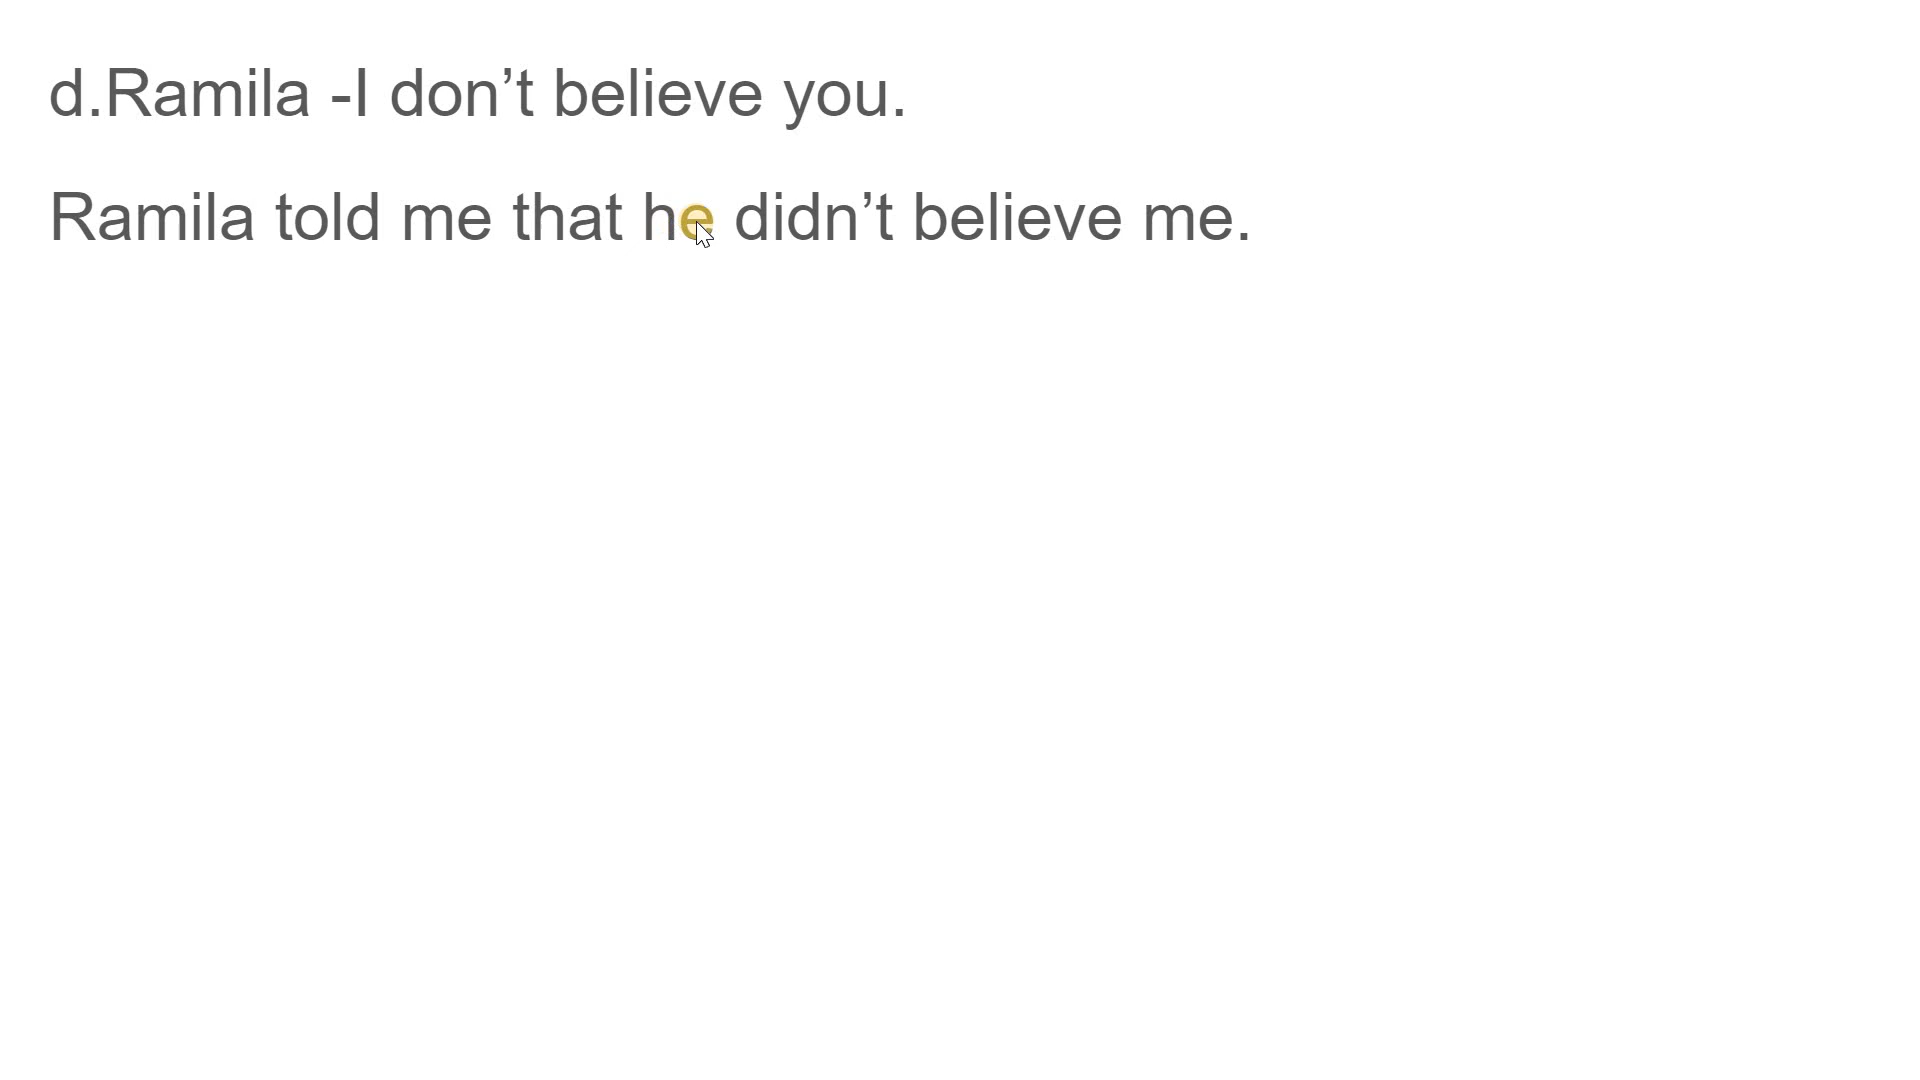 d.Ramila -I don’t believe you.
Ramila told me that he didn’t believe me.